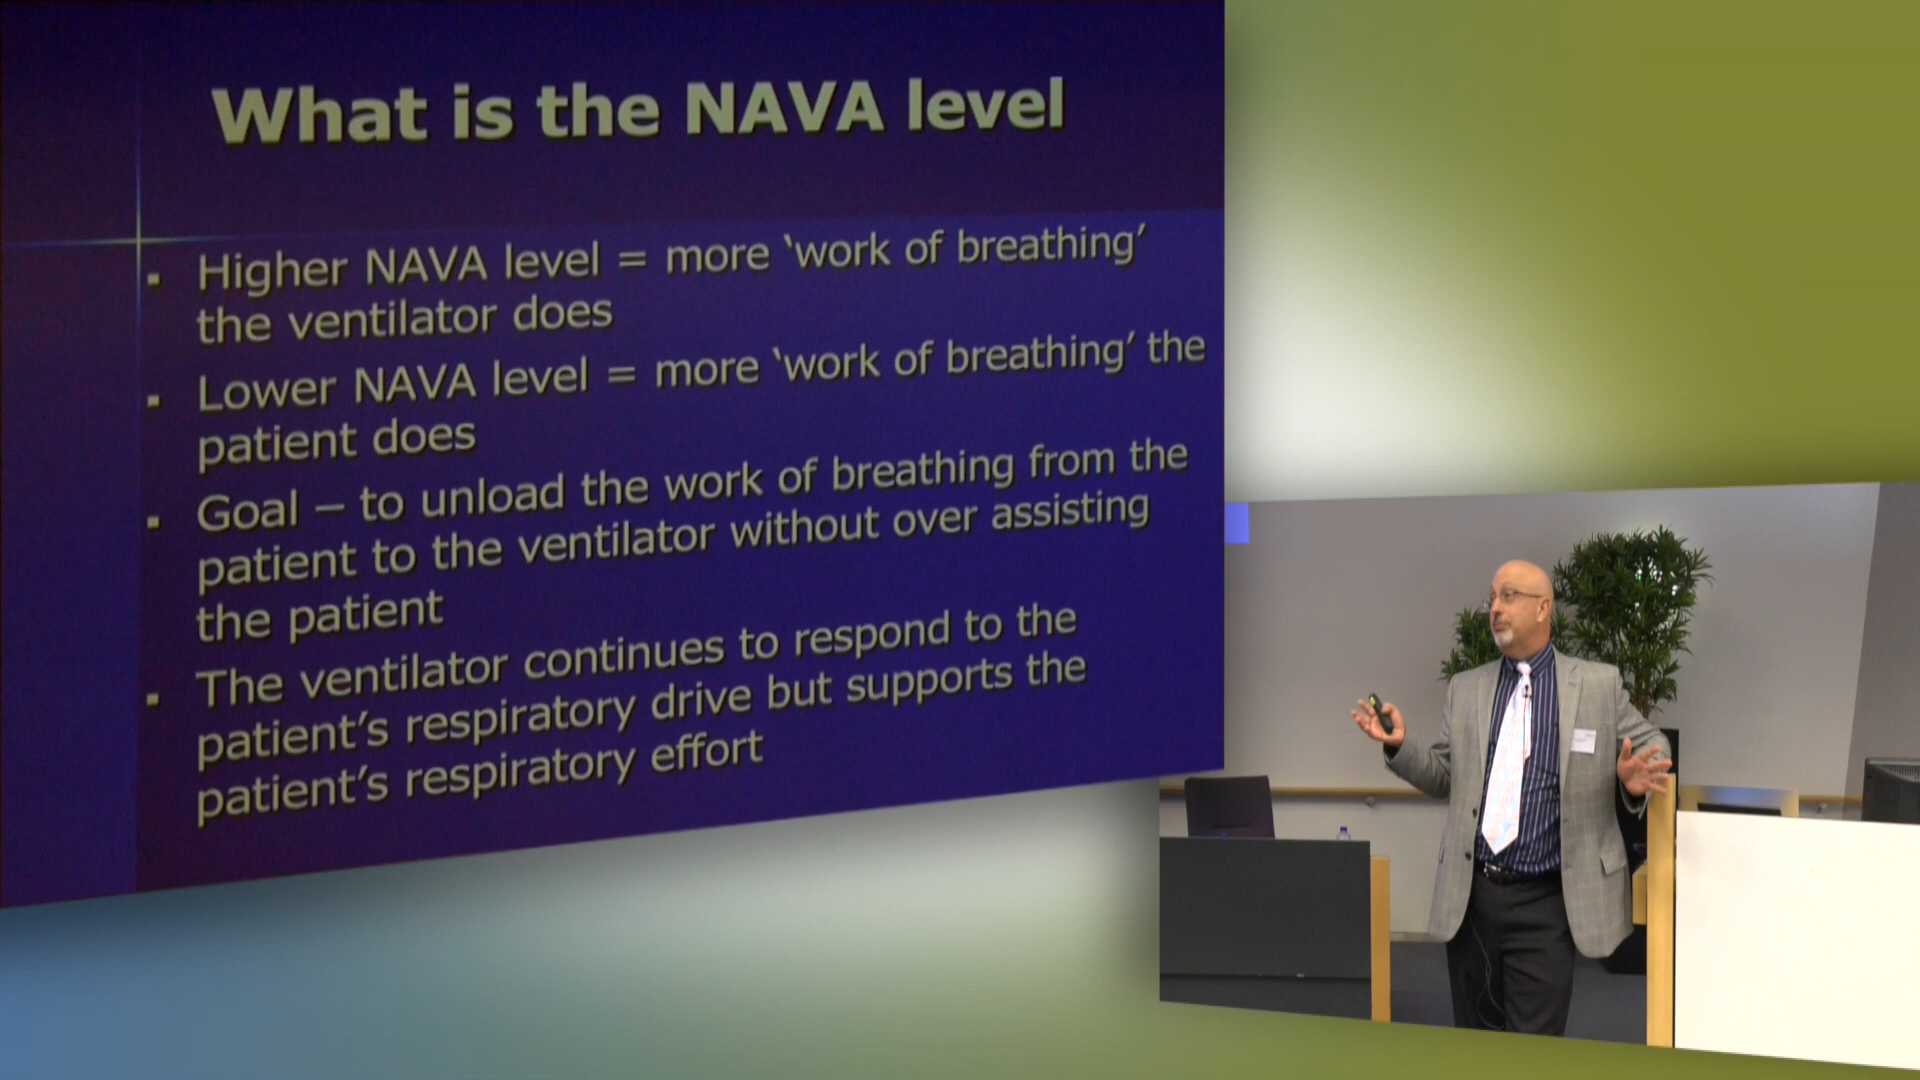 What is the NAVA level
▪ Higher NAVA level = more ‘work of breathing’
the ventilator does
▪ Lower NAVA level = more ‘work of breathing’ the
patient does
▪ Goal – to unload the work of breathing from the
patient to the ventilator without over assisting
the patient
▪ The ventilator continues to respond to the
patient’s respiratory drive but supports the
patient’s respiratory effort